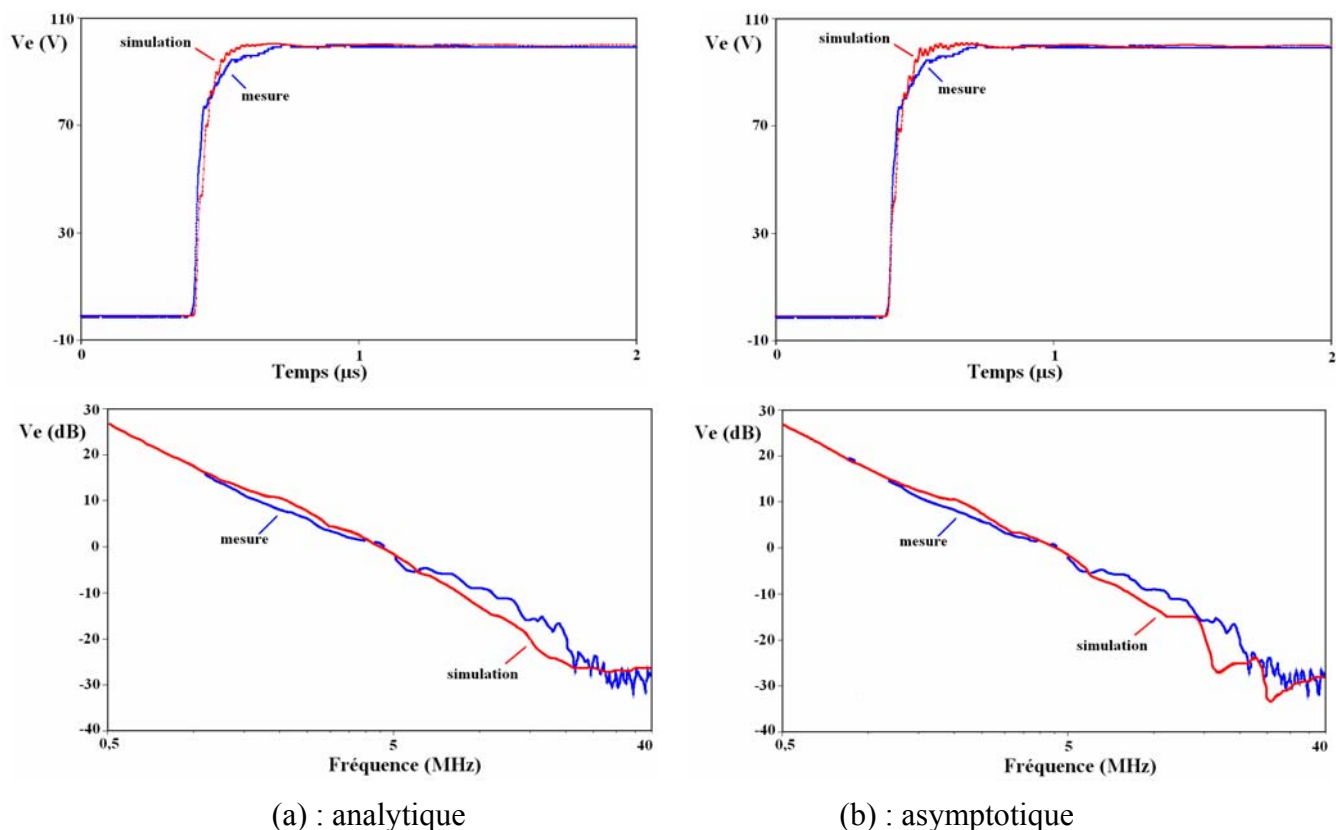 110
Ve (V)
simulation
mesure
70
30
-10
0
1
2
Temps (µs)
110
Ve (V)
simulation
mesure
70
30
-10
0
1
2
Temps (µs)
30
Ve (dB)
20
10
0
-10
-20
-30
-40
mesure
simulation
0,5
5
40
Fréquence (MHz)
30
Ve (dB)
20
10
0
-10
-20
-30
-40
mesure
simulation
0,5
5
40
Fréquence (MHz)
(a) : analytique
(b) : asymptotique